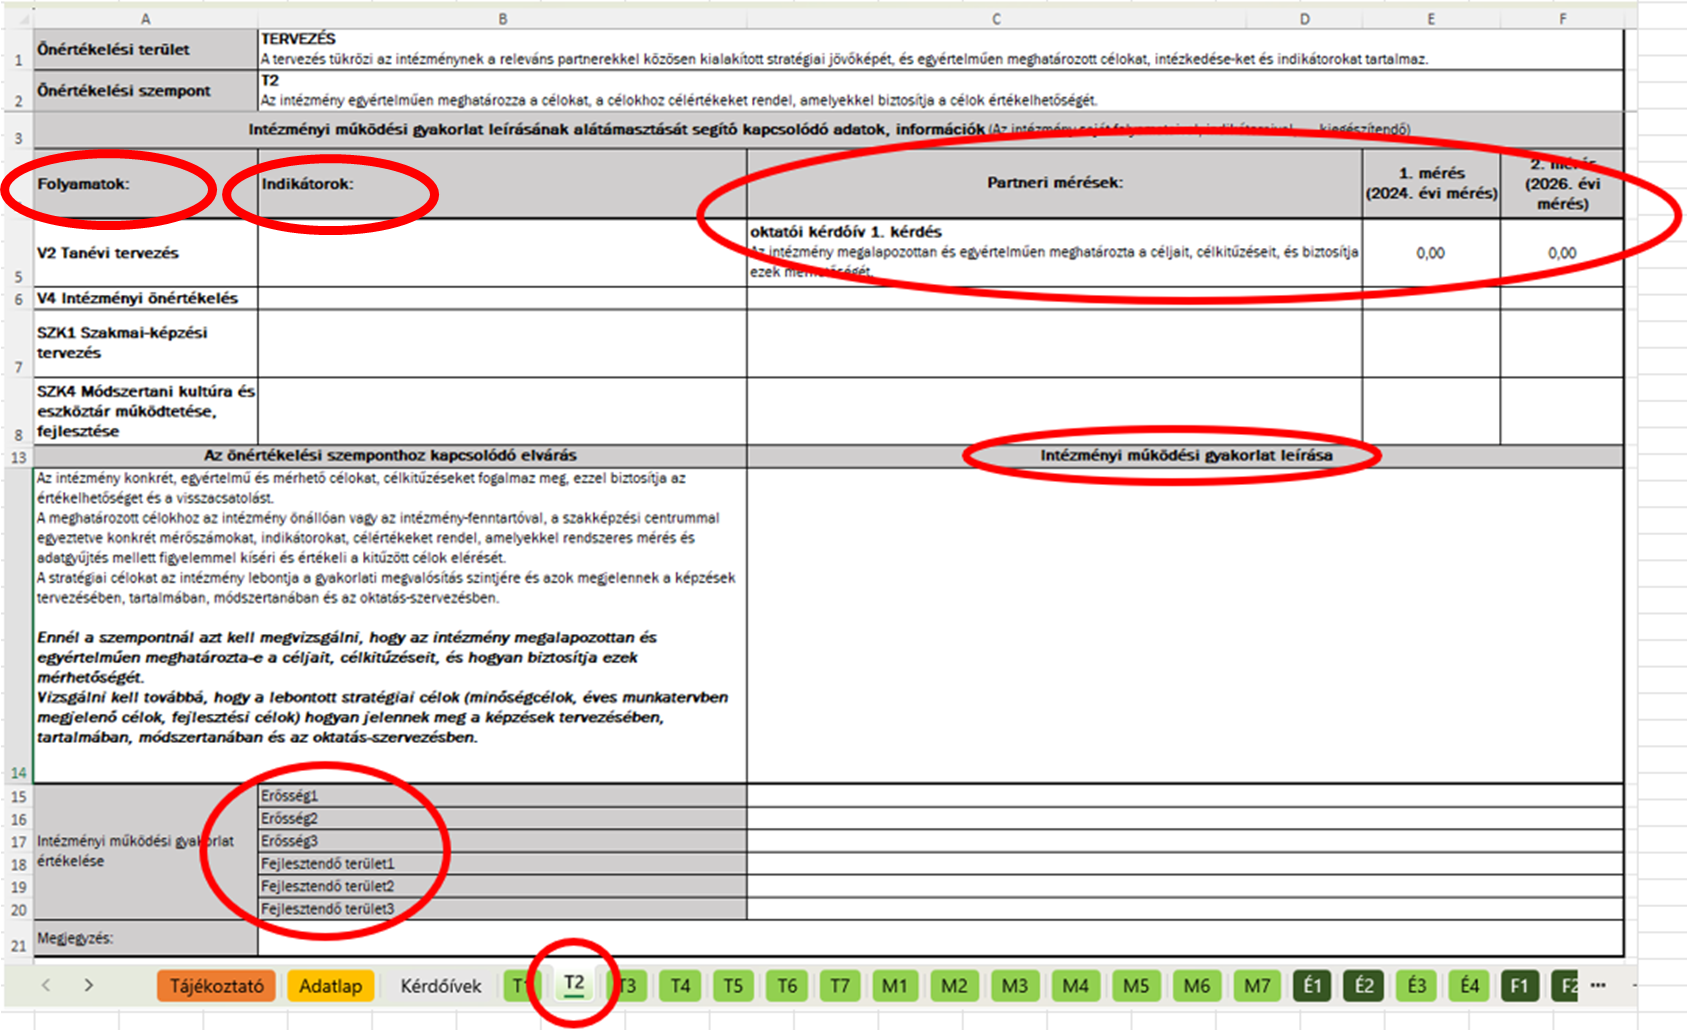 A B C D E F
1 Önértékelési terület TERVEZÉS
A tervezés tükrözi az intézménynek a releváns partnerekkel közösen kialakított stratégiai jövőképét, és egyértelműen meghatározott célokat, intézkedése-ket és indikátorokat tartalmaz.
2 Önértékelési szempont T2
Az intézmény egyértelműen meghatározza a célokat, a célokhoz célértékeket rendel, amelyekkel biztosítja a célok értékelhetőségét.
3 Intézményi működési gyakorlat leírásának alátámasztását segítő kapcsolódó adatok, információk (Az intézmény saját folyamataival, indikátoraival, kiegészítendő)
Folyamatok: Indikátorok: Partneri mérések: 1. mérés
(2024. évi mérés)
2. mérés
(2026. évi
mérés)
5 V2 Tanévi tervezés
oktatói kérdőív 1. kérdés
Az intézmény megalapozottan és egyértelműen meghatározta a céljait, célkitűzéseit, és biztosítja
ezek mérhetőségét.
0,00 0,00
6 V4 Intézményi önértékelés
7 SZK1 Szakmai-képzési
tervezés
8 SZK4 Módszertani kultúra és
eszköztár működtetése,
fejlesztése
13 Az önértékelési szemponthoz kapcsolódó elvárás Intézményi működési gyakorlat leírása
Az intézmény konkrét, egyértelmű és mérhető célokat, célkitűzéseket fogalmaz meg, ezzel biztosítja az
értékelhetőséget és a visszacsatolást.
A meghatározott célokhoz az intézmény önállóan vagy az intézmény-fenntartóval, a szakképzési centrummal
egyeztetve konkrét mérőszámokat, indikátorokat, célértékeket rendel, amelyekkel rendszeres mérés és
adatgyűjtés mellett figyelemmel kíséri és értékeli a kitűzött célok elérését.
A stratégiai célokat az intézmény lebontja a gyakorlati megvalósítás szintjére és azok megjelennek a képzések
tervezésében, tartalmában, módszertanában és az oktatás-szervezésben.
Ennél a szempontnál azt kell megvizsgálni, hogy az intézmény megalapozottan és
egyértelműen meghatározta-e a céljait, célkitűzéseit, és hogyan biztosítja ezek
mérhetőségét.
Vizsgálni kell továbbá, hogy a lebontott stratégiai célok (minőségcélok, éves munkatervben
megjelenő célok, fejlesztési célok) hogyan jelennek meg a képzések tervezésében,
tartalmában, módszertanában és az oktatás-szervezésben.
14
Intézményi működési gyakorlat
értékelése
15 Erősség1
16 Erősség2
17 Erősség3
18 Fejlesztendő terület1
19 Fejlesztendő terület2
20 Fejlesztendő terület3
21 Megjegyzés:
Tájékoztató Adatlap Kérdőívek T1 T2 T3 T4 T5 T6 T7 M1 M2 M3 M4 M5 M6 M7 É1 É2 É3 É4 F1 F2 ...